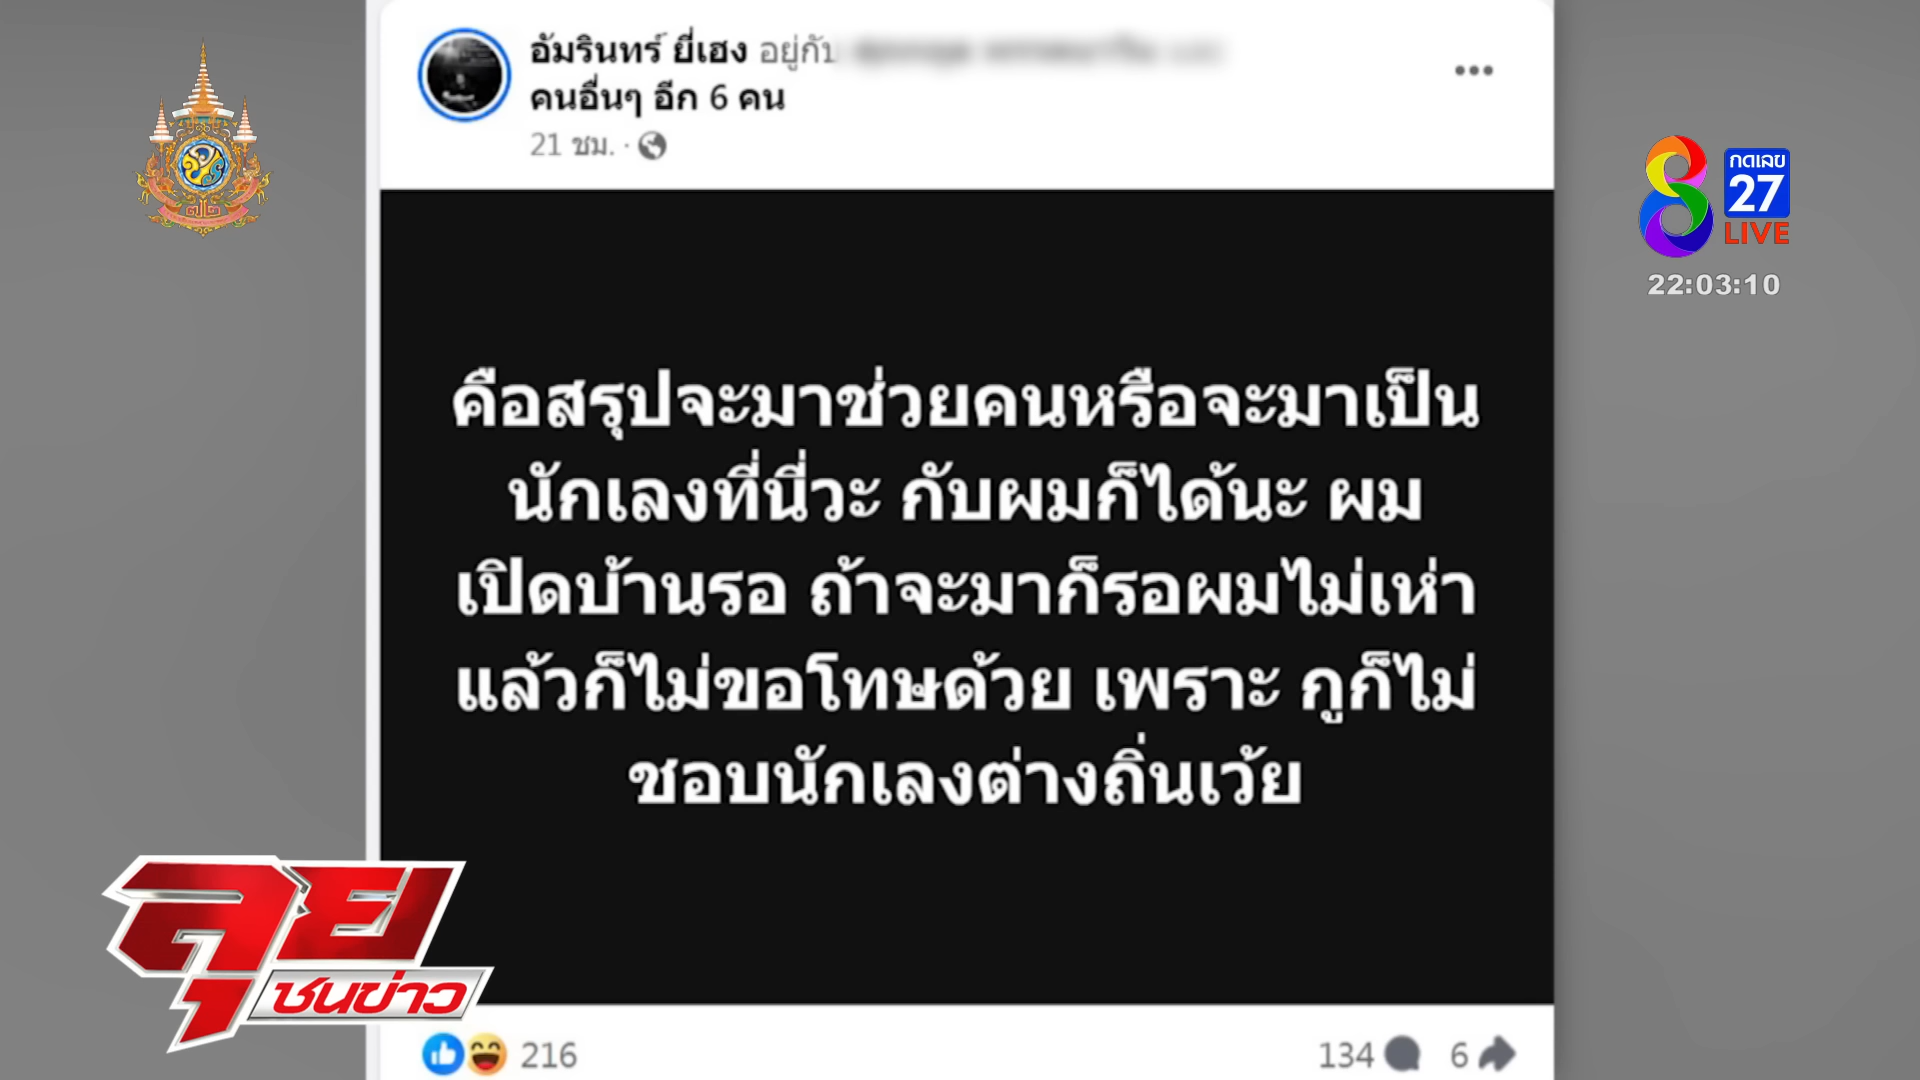 อัมรินทร์ ยี่เฮง อยู่กับ
คนอื่นๆ อีก 6 คน
21 ชม. ·
กดเลข
27
LIVE
22:03:10
คือสรุปจะมาช่วยคนหรือจะมาเป็น
นักเลงที่นี่วะ กับผมก็ได้นะ ผม
เปิดบ้านรอ ถ้าจะมาก็รอผมไม่เห่า
แล้วก็ไม่ขอโทษด้วย เพราะ กูก็ไม่
ชอบนักเลงต่างถิ่นเว้ย
ลุย
ชนข่าว
216
134
6